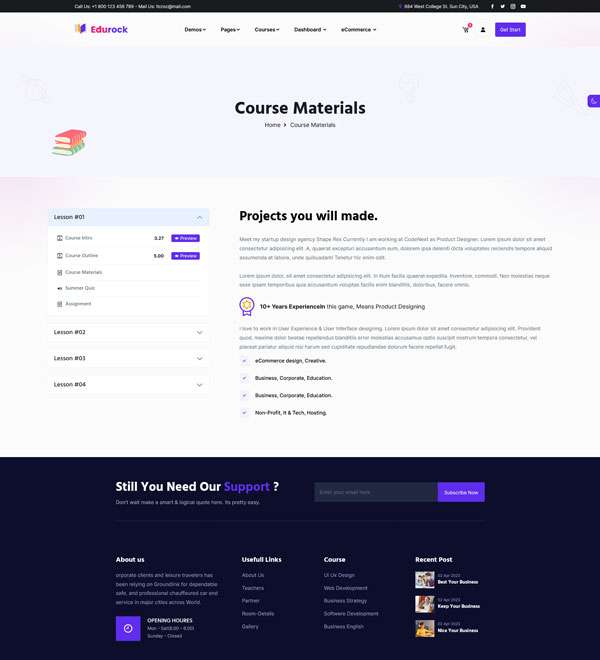 Call Us: +1 800 123 456 789 - Mail Us: Itcroc@mail.com
684 West College St. Sun City, USA
Edurock
Demos Pages Courses Dashboard eCommerce
Get Start
Course Materials
Home Course Materials
Lesson #01
Course Intro 3.27 Preview
Course Outline 5.00 Preview
Course Materials
Summer Quiz
Assignment
Lesson #02
Lesson #03
Lesson #04
Projects you will made.
Meet my startup design agency Shape Rex Currently I am working at CodeNext as Product Designer. Lorem ipsum dolor sit amet consectetur adipisicing elit. A, quaerat excepturi accusantium eum, dolorem ipsa deleniti dicta voluptates reiciendis temporis aliquid
assumenda at labore, unde quibusdam! Tenetur hic enim odit.
Lorem ipsum dolor, sit amet consectetur adipisicing elit. In illum facilis quaerat expedita. Inventore, commodi. Non molestias neque
sose ipsam temporibus quia excepturi voluptas facilis enim blanditiis, doloribus, facere omnis.
10+ Years ExperienceIn this game, Means Product Designing
I love to work in User Experience & User Interface designing. Lorem ipsum dolor sit amet consectetur adipisicing elit. Provident
quod, maxime dolor beatae repellendus blanditiis error molestias accusamus optio suscipit nostrum tempora consectetur, vel
placeat pariatur aliquid nisi harum sed cupiditate repudiandae dolorum facere repellat fugit.
eCommerce design, Creative.
Business, Corporate, Education.
Business, Corporate, Education.
Non-Profit, It & Tech, Hosting.
Still You Need Our Support ?
Don't wait make a smart & logical quote here. Its pretty easy.
Enter your email here
Subscribe Now
About us
orporate clients and leisure travelers has
been relying on Groundlink for dependable
safe, and professional chauffeured car end
service in major cities across World.
OPENING HOURES
Mon - Sat(8.00 - 6.00)
Sunday - Closed
Usefull Links
About Us
Teachers
Partner
Room-Details
Gallery
Course
Ui Ux Design
Web Development
Business Strategy
Software Development
Business English
Recent Post
02 Apr 2023
Best Your Business
02 Apr 2023
Keep Your Business
02 Apr 2023
Nice Your Business